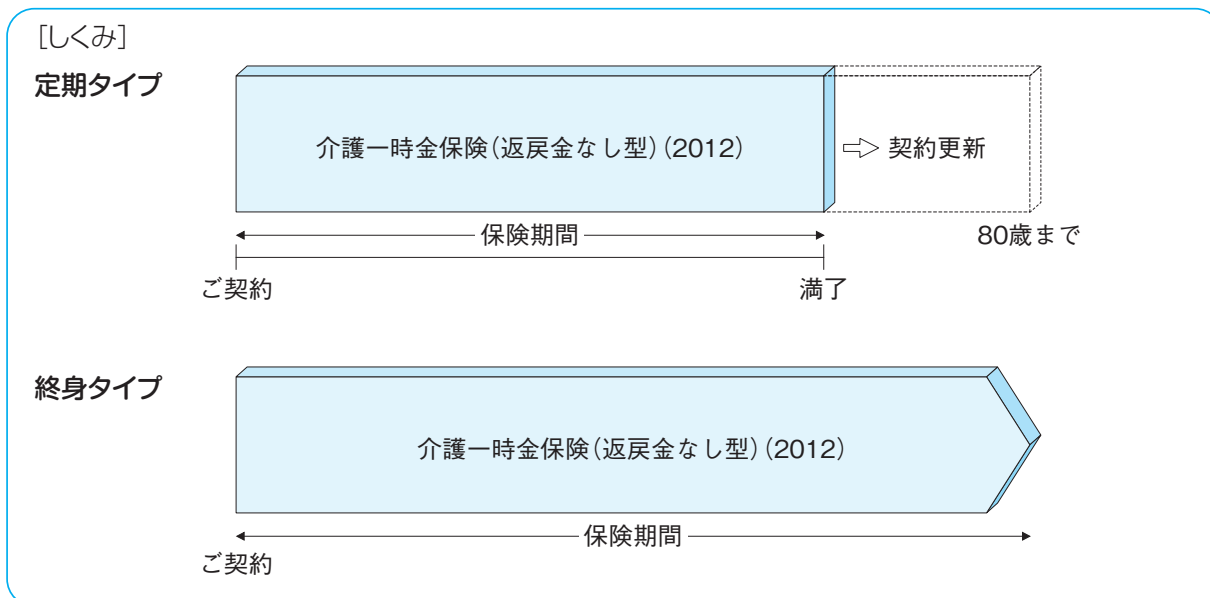 [しくみ]
定期タイプ
介護一時金保険(返戻金なし型)(2012)
⇨ 契約更新
保険期間
80歳まで
ご契約
満了
終身タイプ
介護一時金保険(返戻金なし型)(2012)
保険期間
ご契約